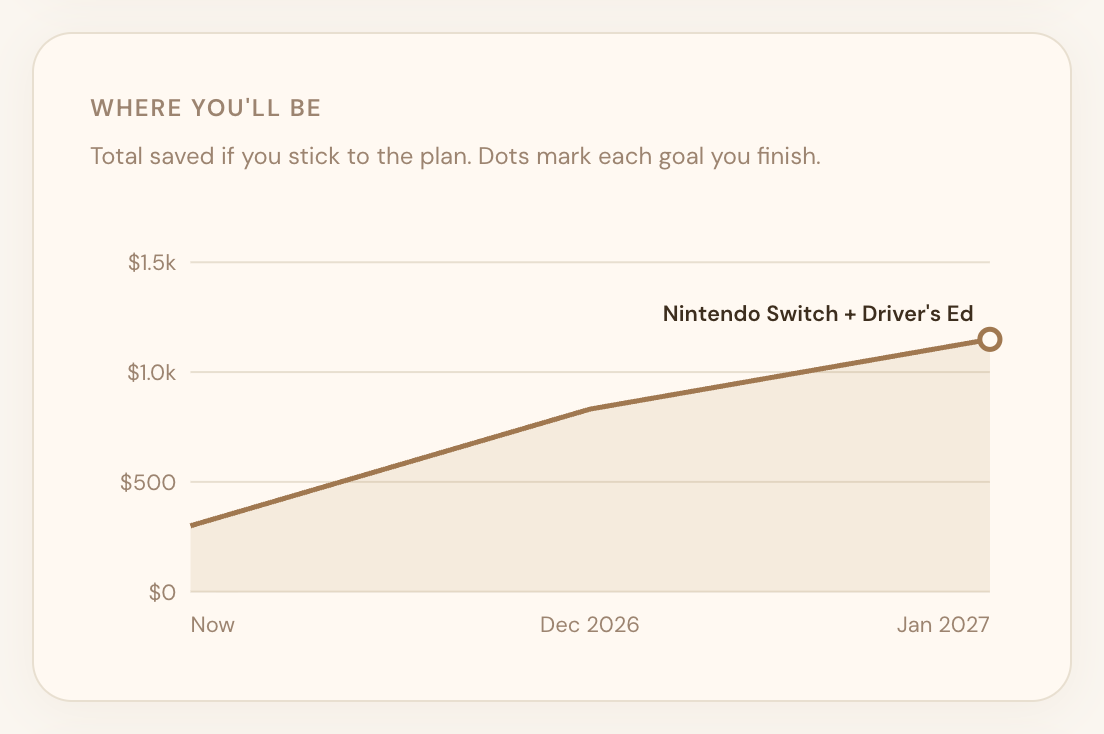 WHERE YOU'LL BE
Total saved if you stick to the plan. Dots mark each goal you finish.
$1.5k
Nintendo Switch + Driver's Ed
$1.0k
$500
$0
Now
Dec 2026
Jan 2027